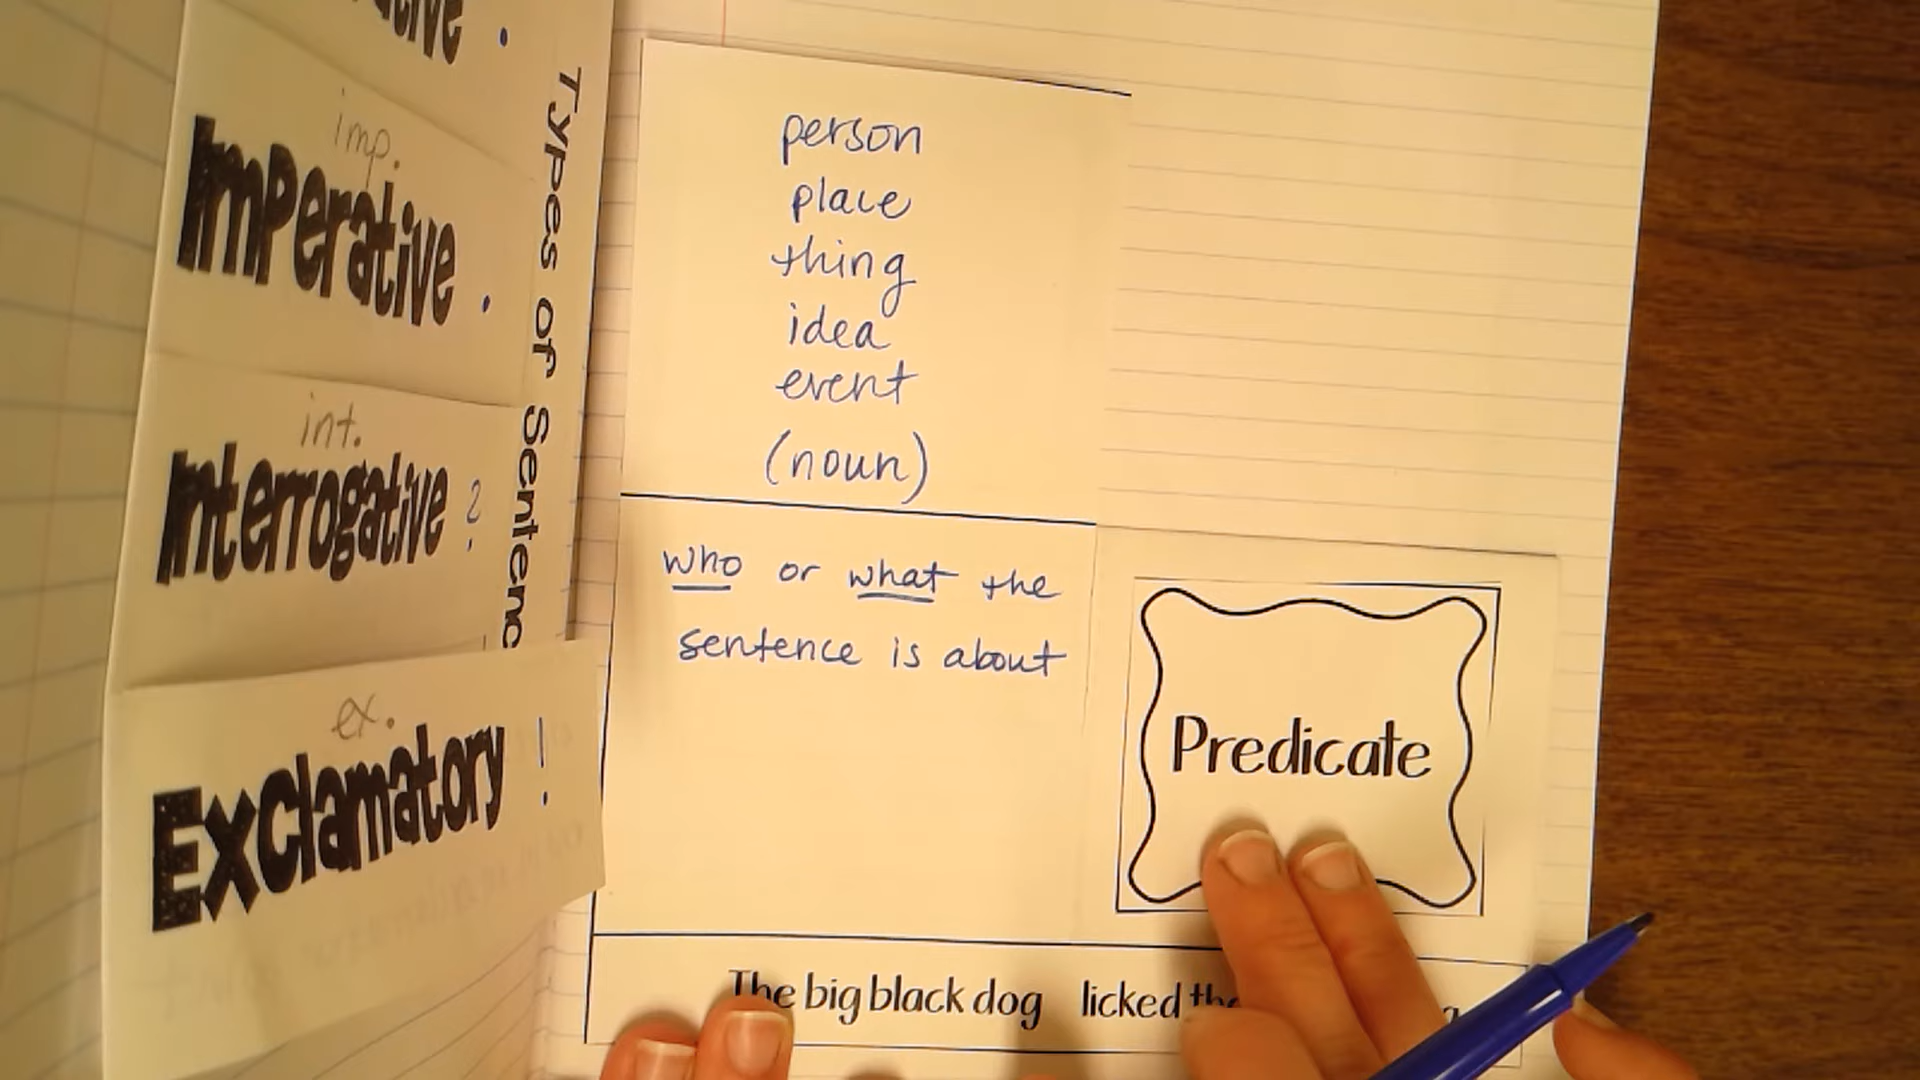 imp.
Imperative .
int.
Interrogative ?
ex.
Exclamatory !
Types of
person
place
thing
idea
event
(noun)
who or what the
sentence is about
Predicate
The big black dog licked the